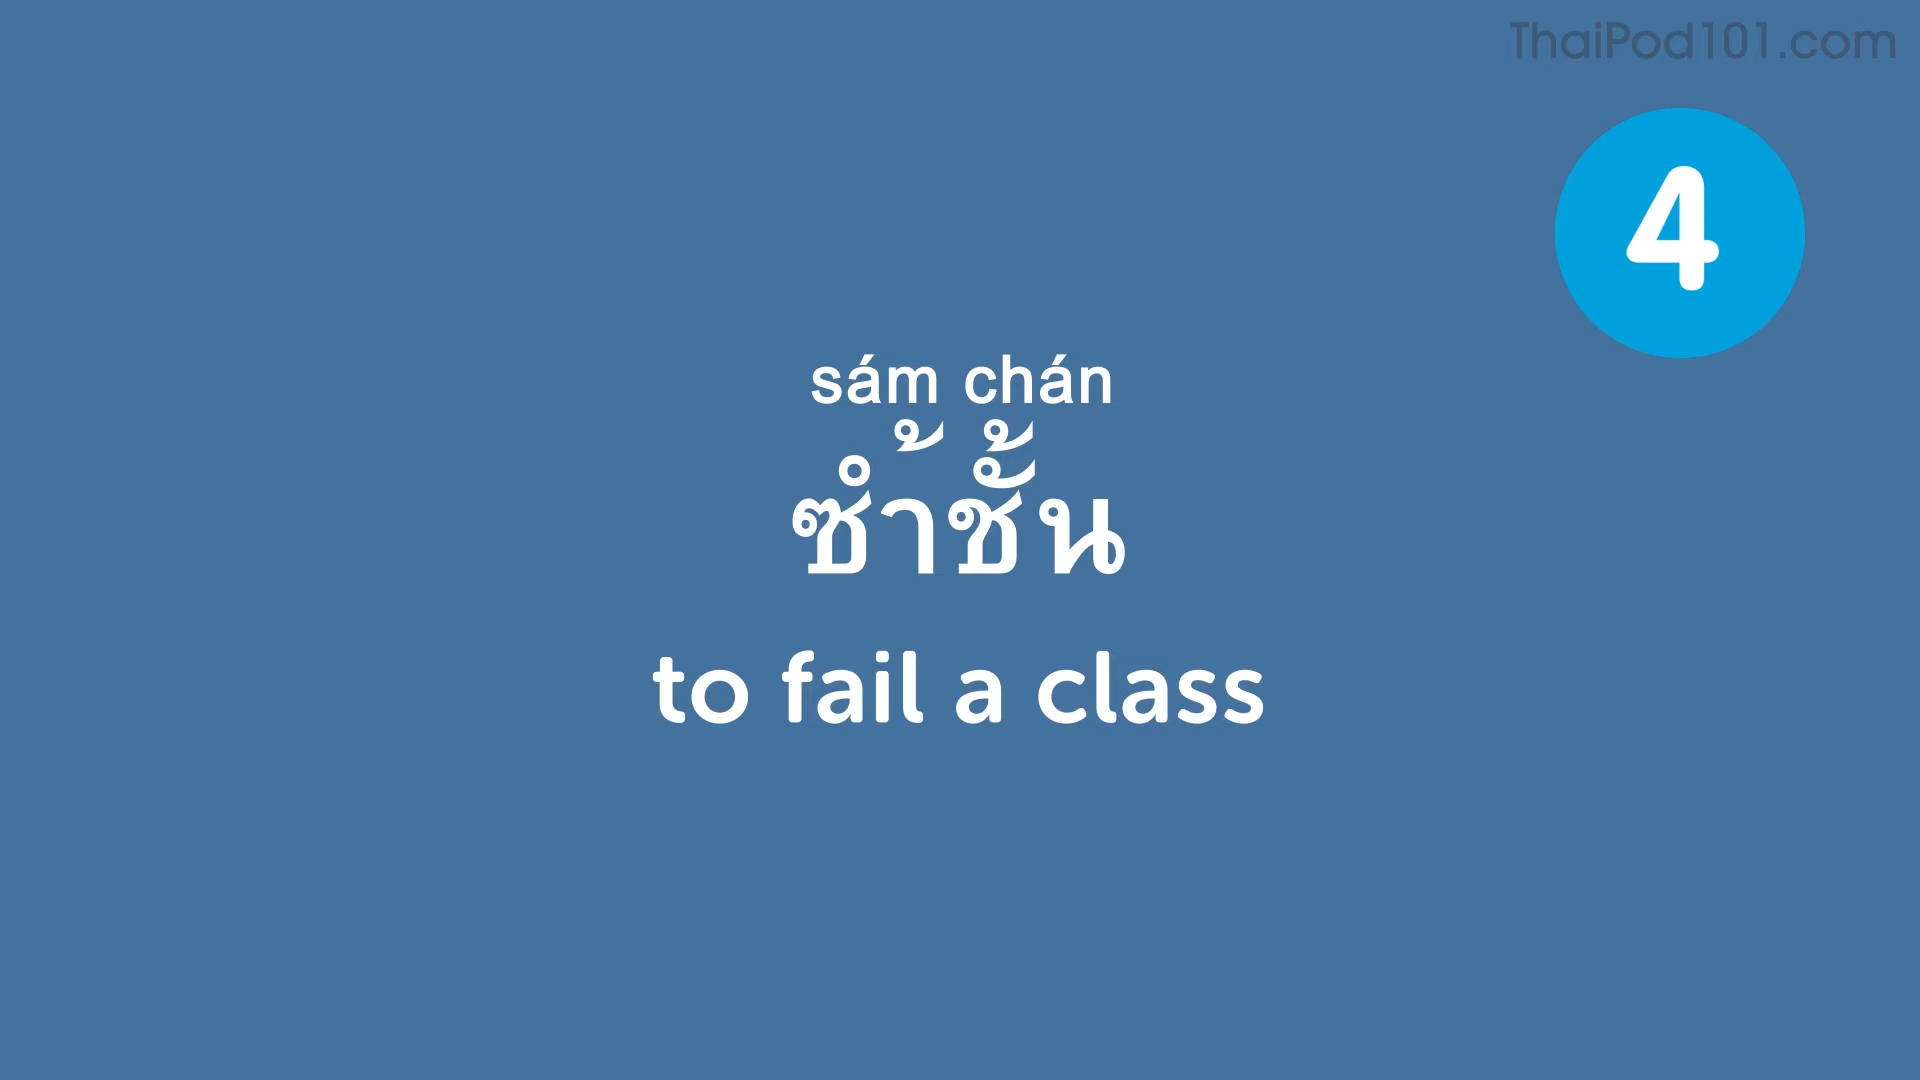 ThaiPod101.com
4
sám chán
ซ้ำชั้น
to fail a class